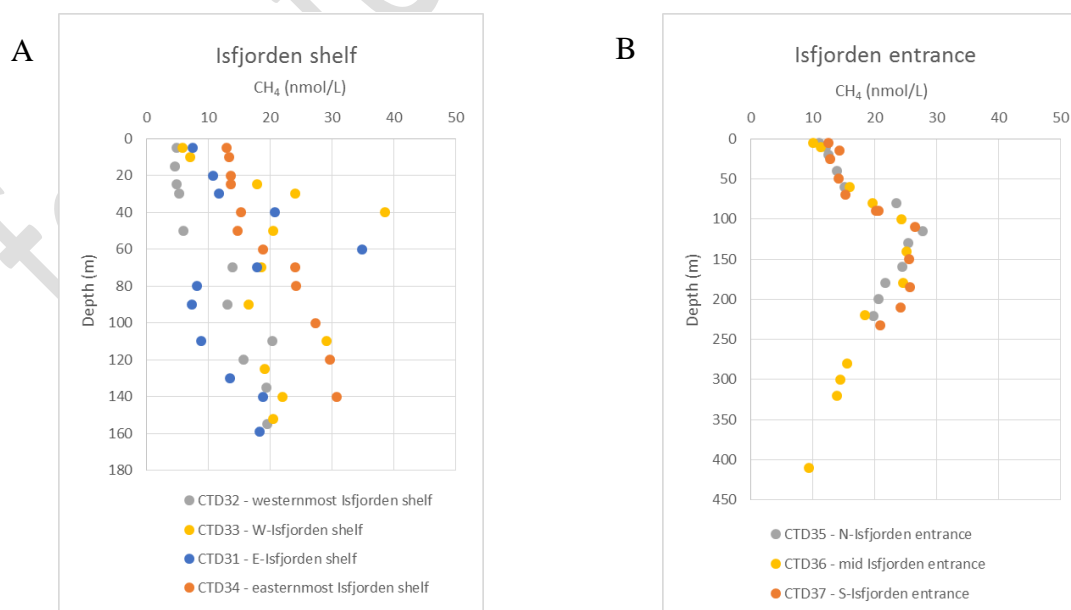 A
Isfjorden shelf
CH₄ (nmol/L)
0 10 20 30 40 50
0
20
40
60
80
100
120
140
160
180
Depth (m)
CTD32 - westernmost Isfjorden shelf
CTD33 - W-Isfjorden shelf
CTD31 - E-Isfjorden shelf
CTD34 - easternmost Isfjorden shelf
B
Isfjorden entrance
CH₄ (nmol/L)
0 10 20 30 40 50
0
50
100
150
200
250
300
350
400
450
Depth (m)
CTD35 - N-Isfjorden entrance
CTD36 - mid Isfjorden entrance
CTD37 - S-Isfjorden entrance